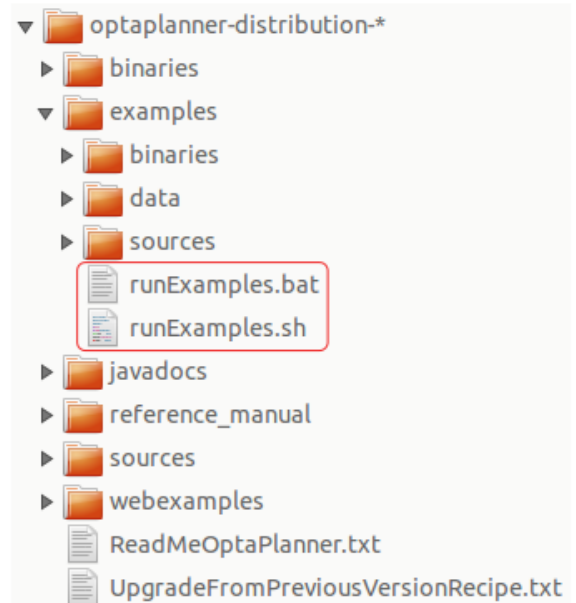 optaplanner-distribution-*
binaries
examples
binaries
data
sources
runExamples.bat
runExamples.sh
javadocs
reference_manual
sources
webexamples
ReadMeOptaPlanner.txt
UpgradeFromPreviousVersionRecipe.txt